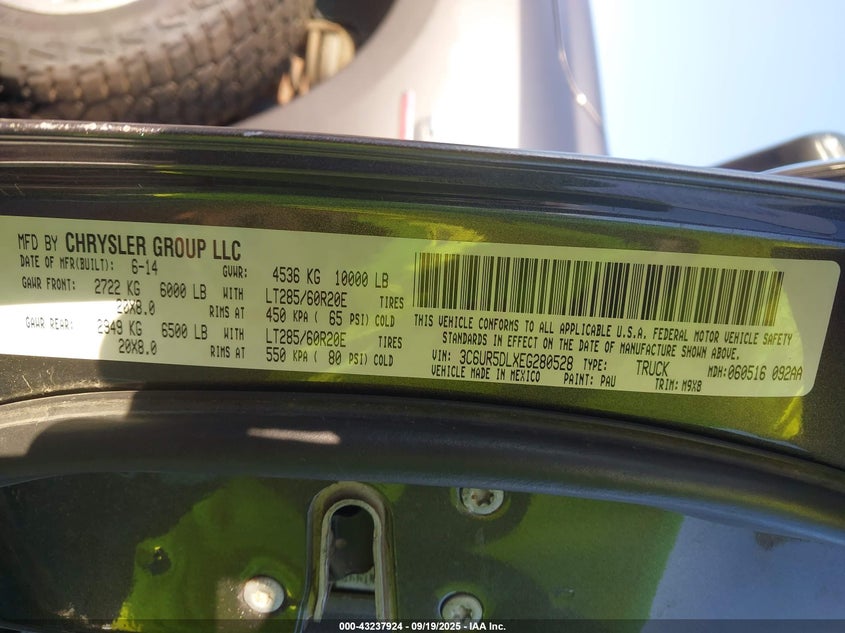 MFD BY CHRYSLER GROUP LLC
DATE OF MFR(BUILT): 6-14 GVWR: 4536 KG 10000 LB
GAWR FRONT: 2722 KG 6000 LB WITH LT285/60R20E TIRES
20X8.0 RIMS AT 450 KPA ( 65 PSI) COLD
GAWR REAR: 2949 KG 6500 LB WITH LT285/60R20E TIRES
20X8.0 RIMS AT 550 KPA ( 80 PSI) COLD
THIS VEHICLE CONFORMS TO ALL APPLICABLE U.S.A. FEDERAL MOTOR VEHICLE SAFETY
STANDARDS IN EFFECT ON THE DATE OF MANUFACTURE SHOWN ABOVE.
VIN: 3C6UR5DLXEG280528 TYPE: TRUCK MDH: 060516 092AA
VEHICLE MADE IN MEXICO PAINT: PAU TRIM: M9X8
000-43237924 - 09/19/2025 - IAA Inc.